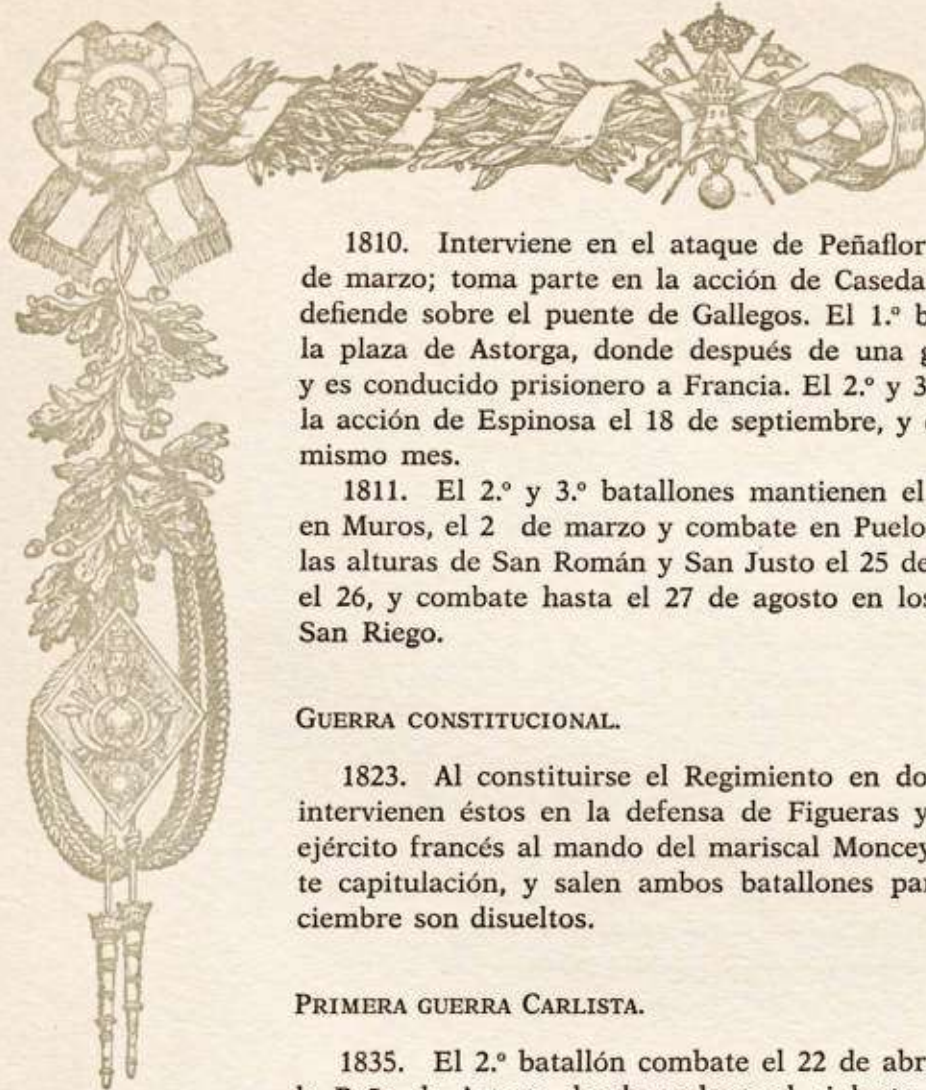 1810. Interviene en el ataque de Peñaflor
de marzo; toma parte en la acción de Caseda
defiende sobre el puente de Gallegos. El 1.º b
la plaza de Astorga, donde después de una g
y es conducido prisionero a Francia. El 2.º y 3
la acción de Espinosa el 18 de septiembre, y
mismo mes.
1811. El 2.º y 3.º batallones mantienen el
en Muros, el 2 de marzo y combate en Puelo
las alturas de San Román y San Justo el 25 de
el 26, y combate hasta el 27 de agosto en los
San Riego.
GUERRA CONSTITUCIONAL.
1823. Al constituirse el Regimiento en do
intervienen éstos en la defensa de Figueras y
ejército francés al mando del mariscal Moncey
te capitulación, y salen ambos batallones par
ciembre son disueltos.
PRIMERA GUERRA CARLISTA.
1835. El 2.º batallón combate el 22 de abr